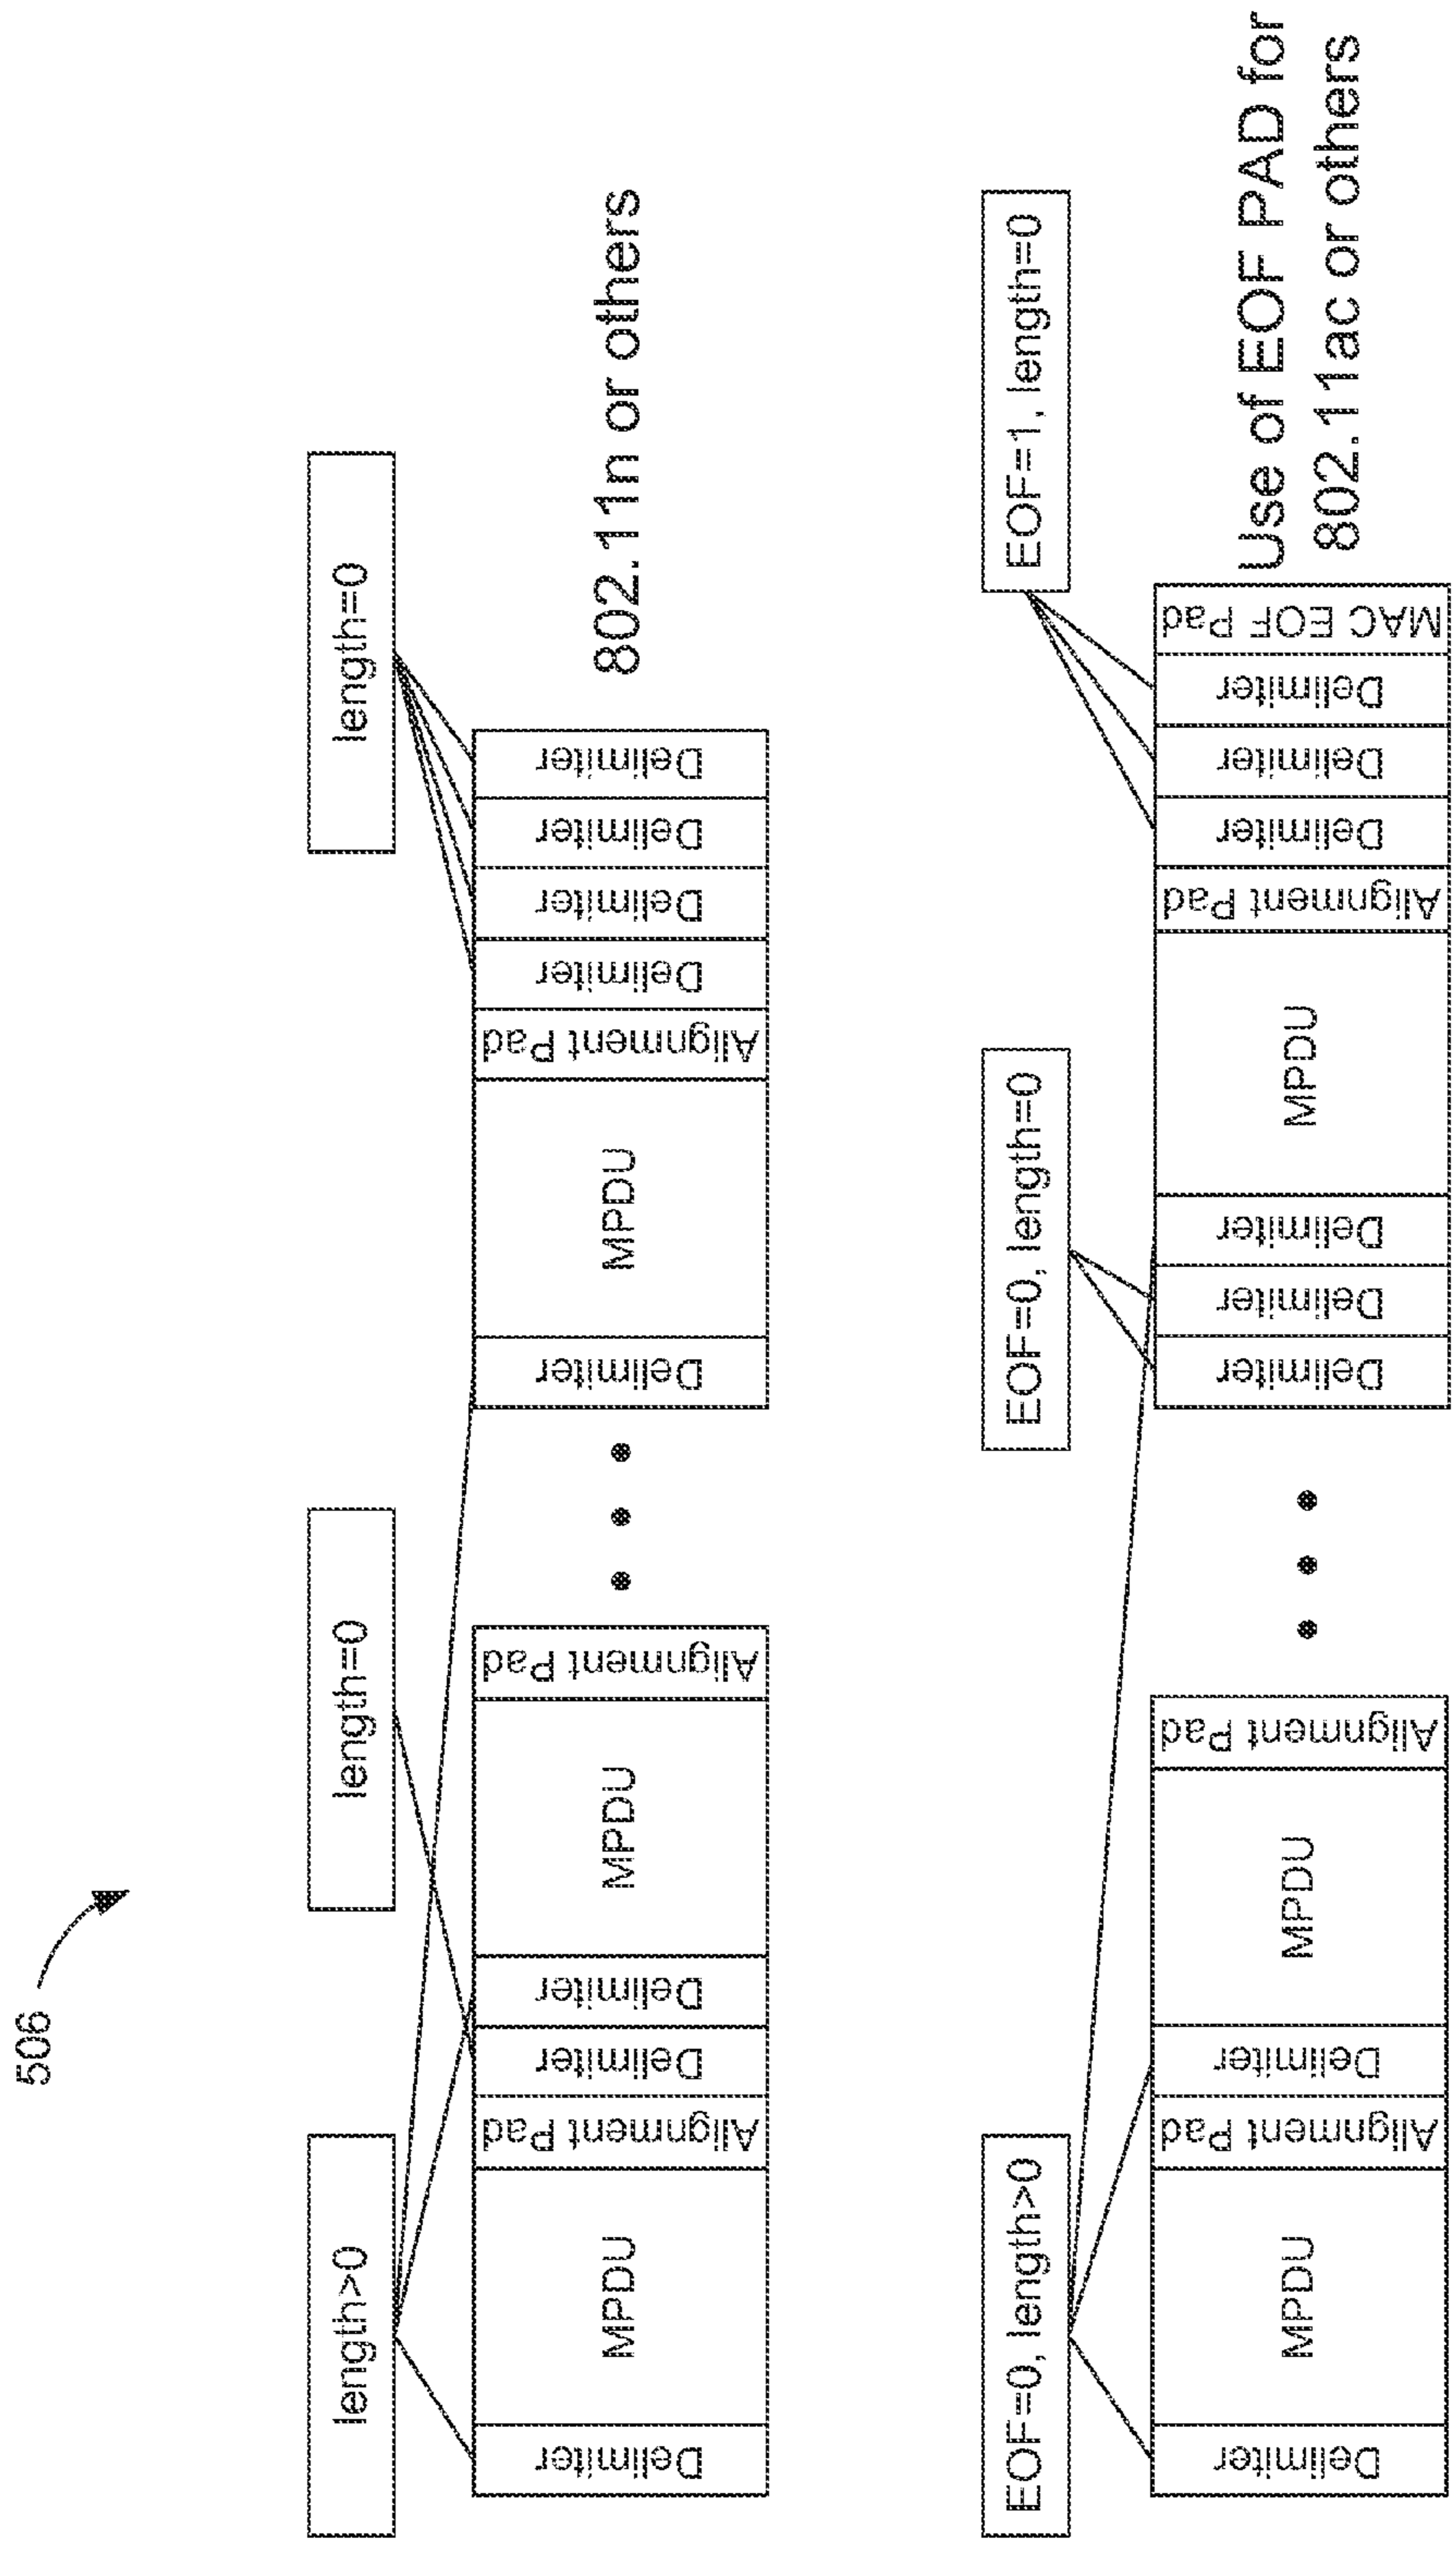 506
length>0
length=0
length=0
Delimiter
MPDU
Alignment Pad
Delimiter
Delimiter
MPDU
Alignment Pad
Delimiter
MPDU
Alignment Pad
Delimiter
Delimiter
Delimiter
Delimiter
802.11n or others
EOF=0, length>0
EOF=0, length=0
EOF=1, length=0
Delimiter
MPDU
Alignment Pad
Delimiter
MPDU
Alignment Pad
Delimiter
Delimiter
Delimiter
MPDU
Alignment Pad
Delimiter
Delimiter
Delimiter
MAC EOF Pad
Use of EOF PAD for
802.11ac or others